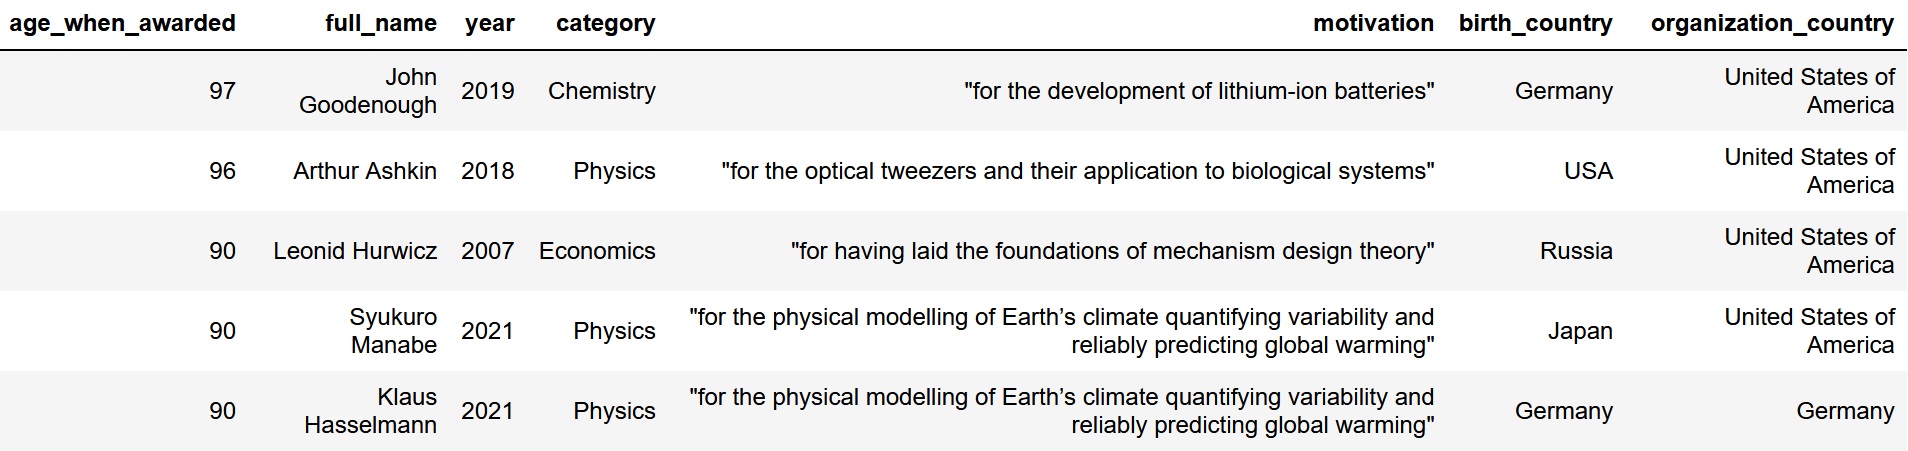 age_when_awarded full_name year category motivation birth_country organization_country
97 John Goodenough 2019 Chemistry "for the development of lithium-ion batteries" Germany United States of America
96 Arthur Ashkin 2018 Physics "for the optical tweezers and their application to biological systems" USA United States of America
90 Leonid Hurwicz 2007 Economics "for having laid the foundations of mechanism design theory" Russia United States of America
90 Syukuro Manabe 2021 Physics "for the physical modelling of Earth’s climate quantifying variability and reliably predicting global warming" Japan United States of America
90 Klaus Hasselmann 2021 Physics "for the physical modelling of Earth’s climate quantifying variability and reliably predicting global warming" Germany Germany